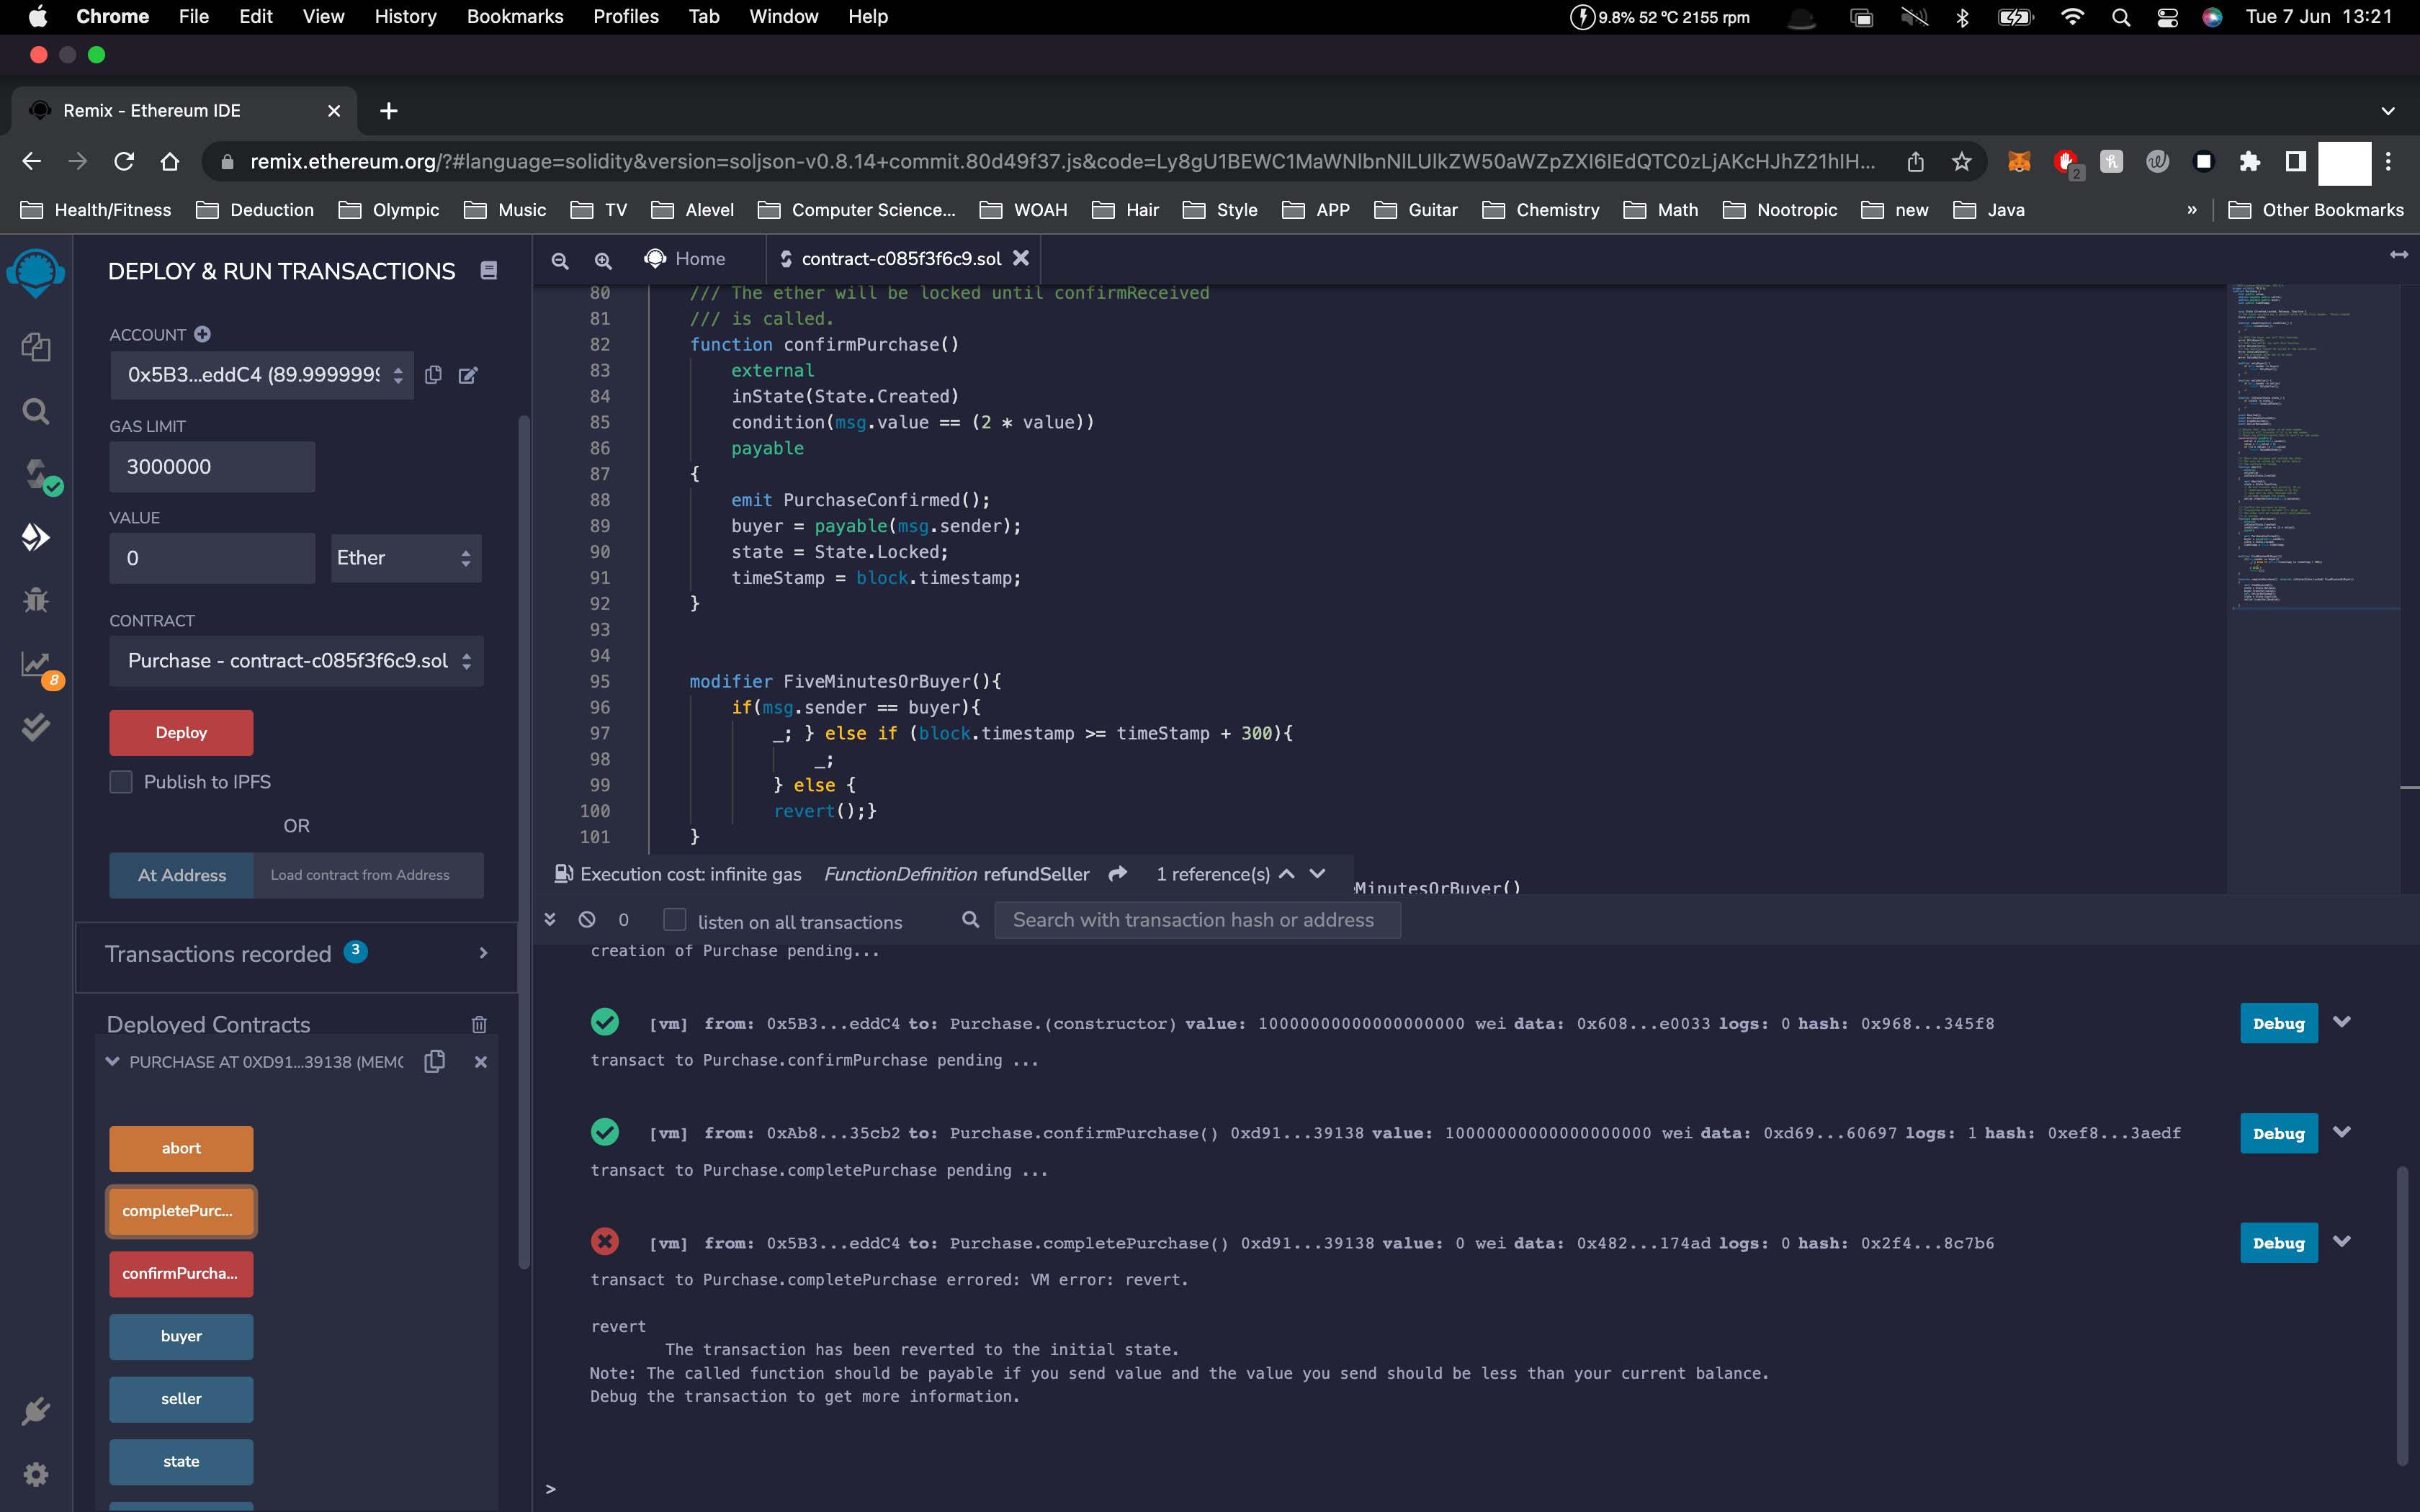 Chrome File Edit View History Bookmarks Profiles Tab Window Help 9.8% 52 °C 2155 rpm Tue 7 Jun 13:21
Remix - Ethereum IDE
remix.ethereum.org/?#language=solidity&version=soljson-v0.8.14+commit.80d49f37.js&code=Ly8gU1BEWC1MaWNlbnNlLUlkZW50aWZpZXI6IEdQTC0zLjAKcHJhZ21hIH... 2
Health/Fitness Deduction Olympic Music TV Alevel Computer Science... WOAH Hair Style APP Guitar Chemistry Math Nootropic new Java » Other Bookmarks
DEPLOY & RUN TRANSACTIONS
ACCOUNT
0x5B3...eddC4 (89.9999999
GAS LIMIT
3000000
VALUE
0 Ether
CONTRACT
Purchase - contract-c085f3f6c9.sol
8
Deploy
Publish to IPFS
OR
At Address Load contract from Address
Transactions recorded 3
Deployed Contracts
PURCHASE AT 0XD91...39138 (MEMO
abort
completePurc...
confirmPurcha...
buyer
seller
state
Home contract-c085f3f6c9.sol
80 /// The ether will be locked until confirmReceived
81 /// is called.
82 function confirmPurchase()
83 external
84 inState(State.Created)
85 condition(msg.value == (2 * value))
86 payable
87 {
88 emit PurchaseConfirmed();
89 buyer = payable(msg.sender);
90 state = State.Locked;
91 timeStamp = block.timestamp;
92 }
93
94
95 modifier FiveMinutesOrBuyer(){
96 if(msg.sender == buyer){
97 _; } else if (block.timestamp >= timeStamp + 300){
98 _;
99 } else {
100 revert();}
101 }
Execution cost: infinite gas FunctionDefinition refundSeller 1 reference(s) eMinutesOrBuyer()
0 listen on all transactions Search with transaction hash or address
creation of Purchase pending...
[vm] from: 0x5B3...eddC4 to: Purchase.(constructor) value: 10000000000000000000 wei data: 0x608...e0033 logs: 0 hash: 0x968...345f8 Debug
transact to Purchase.confirmPurchase pending ...
[vm] from: 0xAb8...35cb2 to: Purchase.confirmPurchase() 0xd91...39138 value: 10000000000000000000 wei data: 0xd69...60697 logs: 1 hash: 0xef8...3aedf Debug
transact to Purchase.completePurchase pending ...
[vm] from: 0x5B3...eddC4 to: Purchase.completePurchase() 0xd91...39138 value: 0 wei data: 0x482...174ad logs: 0 hash: 0x2f4...8c7b6 Debug
transact to Purchase.completePurchase errored: VM error: revert.
revert
The transaction has been reverted to the initial state.
Note: The called function should be payable if you send value and the value you send should be less than your current balance.
Debug the transaction to get more information.
>